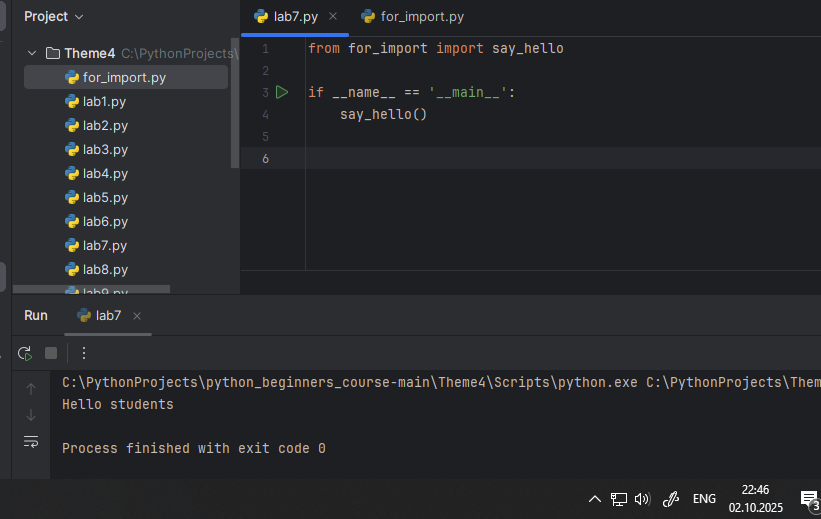 Project
Theme4 C:\PythonProjects\
for_import.py
lab1.py
lab2.py
lab3.py
lab4.py
lab5.py
lab6.py
lab7.py
lab8.py
lab9.py
lab7.py
for_import.py
1 from for_import import say_hello
2
3 if __name__ == '__main__':
4     say_hello()
5
6
Run
lab7
C:\PythonProjects\python_beginners_course-main\Theme4\Scripts\python.exe C:\PythonProjects\Them
Hello students
Process finished with exit code 0
ENG
22:46
02.10.2025
3